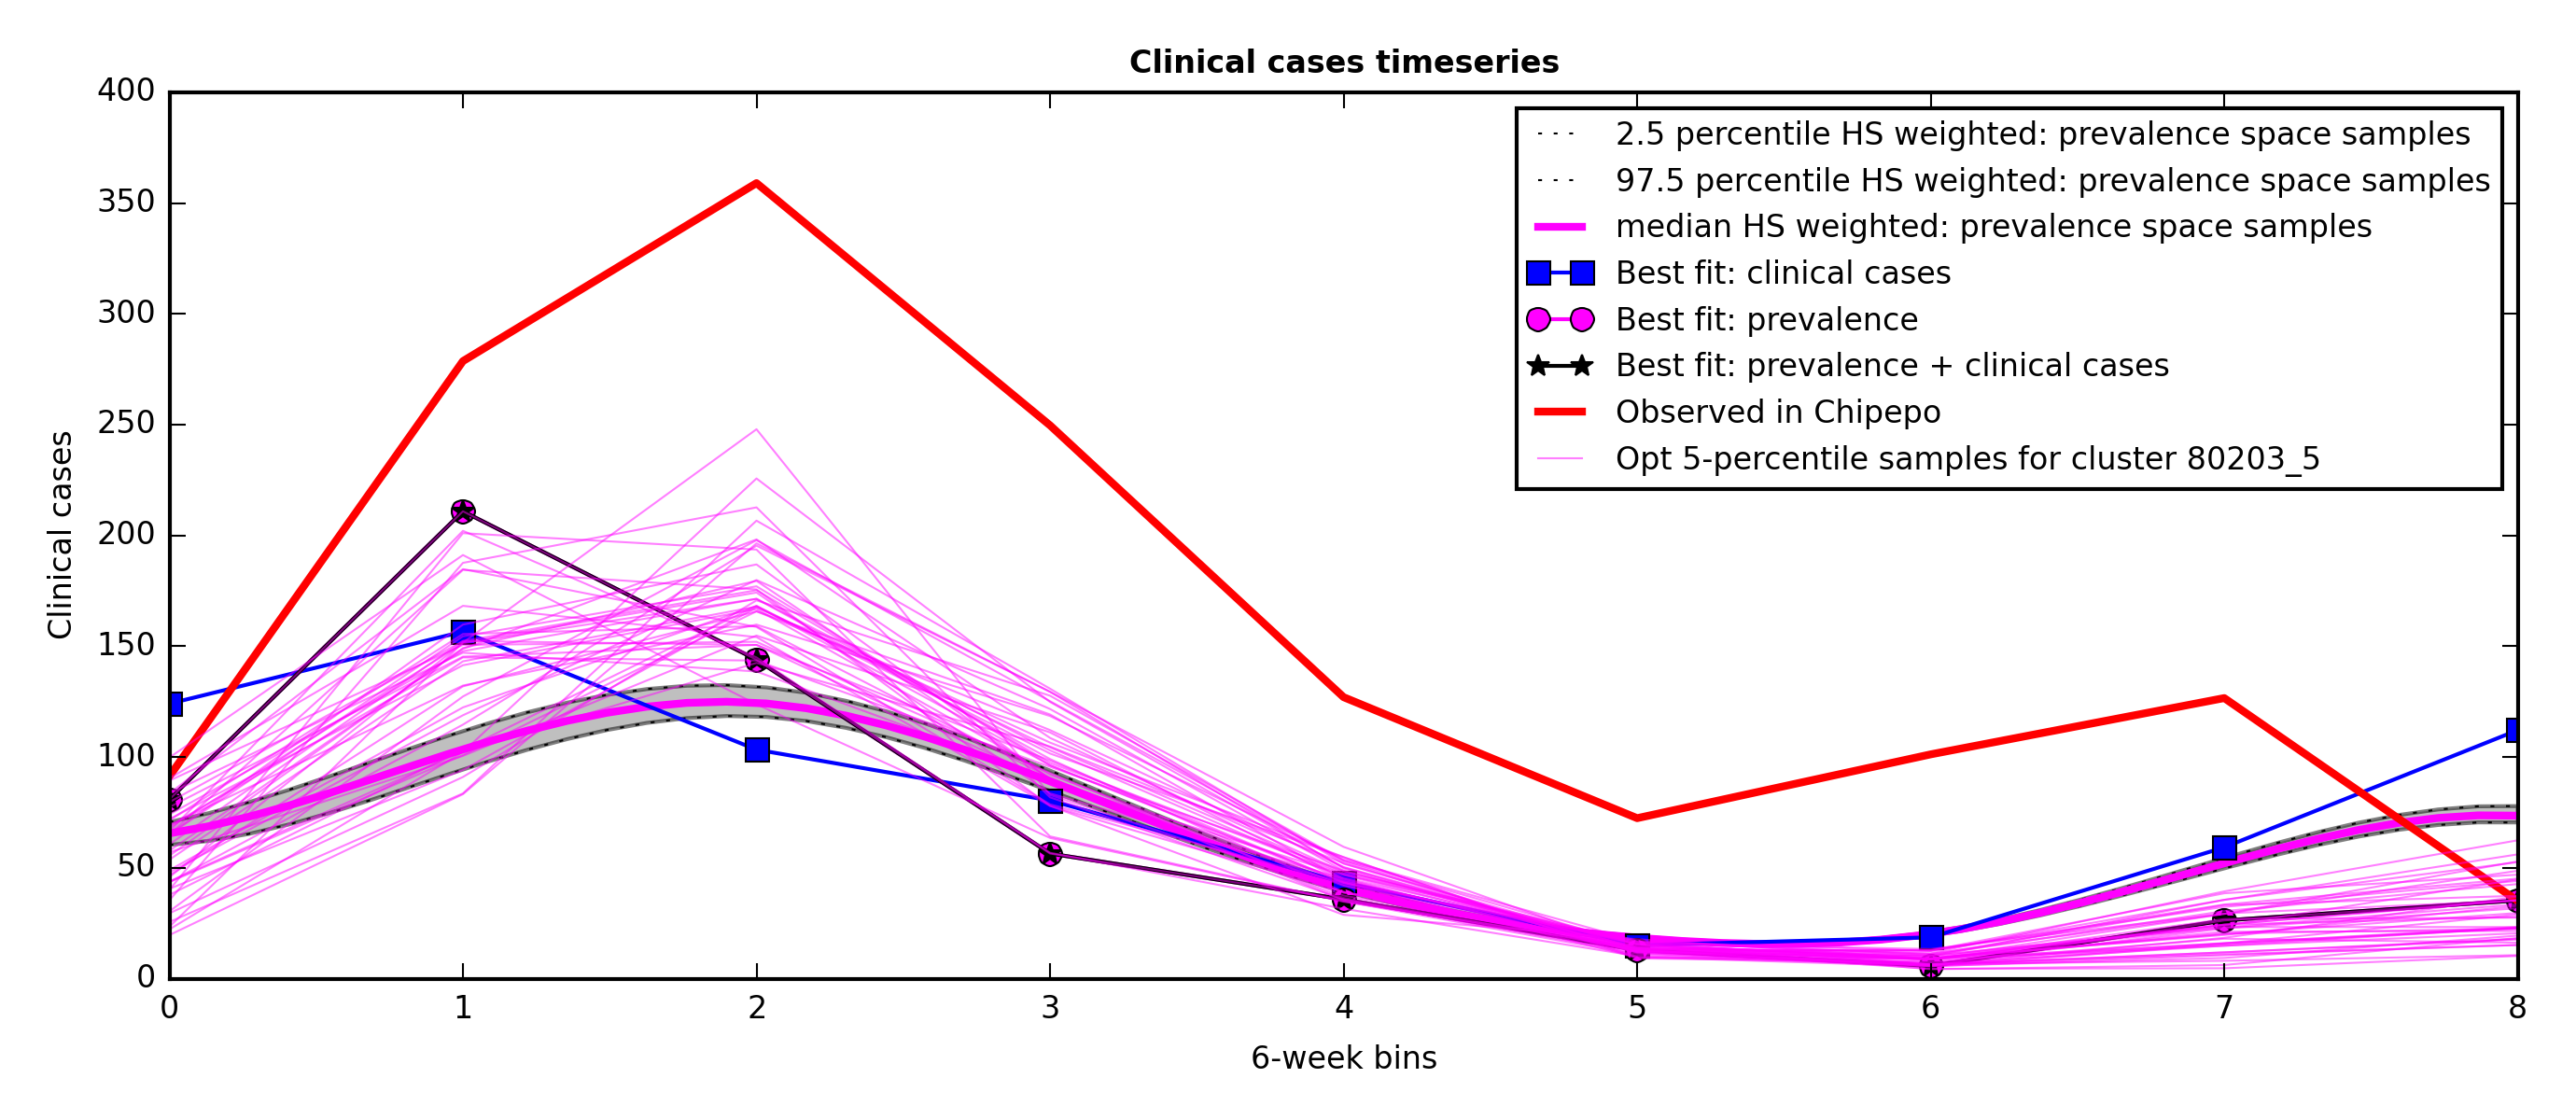 Clinical cases timeseries
400
350
300
250
200
150
100
50
0
Clinical cases
2.5 percentile HS weighted: prevalence space samples
97.5 percentile HS weighted: prevalence space samples
median HS weighted: prevalence space samples
Best fit: clinical cases
Best fit: prevalence
Best fit: prevalence + clinical cases
Observed in Chipepo
Opt 5-percentile samples for cluster 80203_5
0 1 2 3 4 5 6 7 8
6-week bins